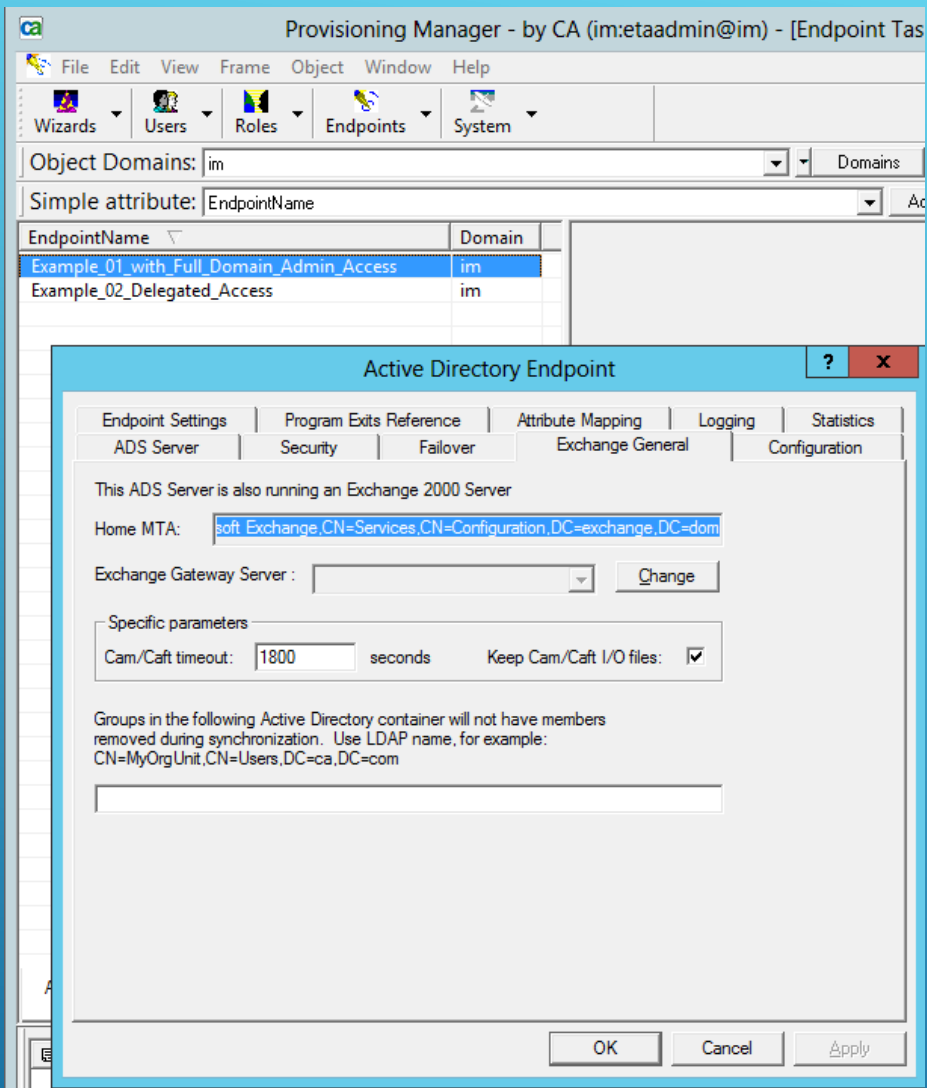 ca Provisioning Manager - by CA (im:etaadmin@im) - [Endpoint Tas
File Edit View Frame Object Window Help
Wizards Users Roles Endpoints System
Object Domains: im Domains
Simple attribute: EndpointName Ad
EndpointName Domain
Example_01_with_Full_Domain_Admin_Access im
Example_02_Delegated_Access im
Active Directory Endpoint ? x
Endpoint Settings Program Exits Reference Attribute Mapping Logging Statistics
ADS Server Security Failover Exchange General Configuration
This ADS Server is also running an Exchange 2000 Server
Home MTA: soft Exchange,CN=Services,CN=Configuration,DC=exchange,DC=dom
Exchange Gateway Server : Change
Specific parameters
Cam/Caft timeout: 1800 seconds Keep Cam/Caft I/O files:
Groups in the following Active Directory container will not have members
removed during synchronization. Use LDAP name, for example:
CN=MyOrgUnit,CN=Users,DC=ca,DC=com
OK Cancel Apply